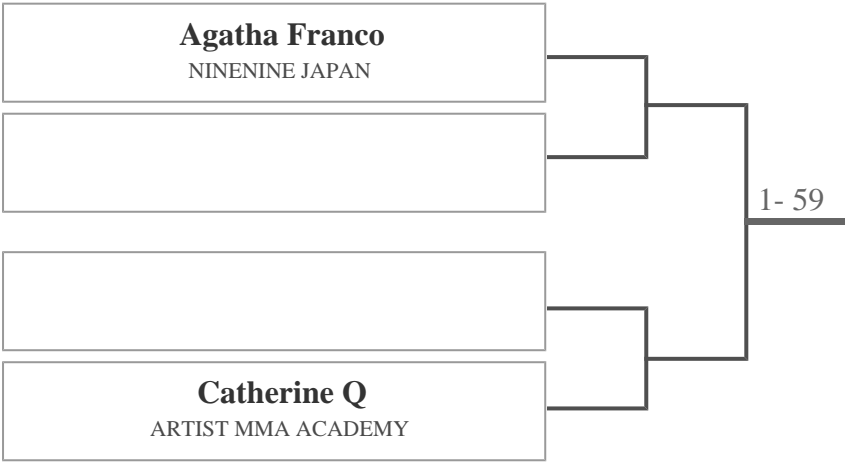 Agatha Franco
NINENINE JAPAN
1- 59
Catherine Q
ARTIST MMA ACADEMY